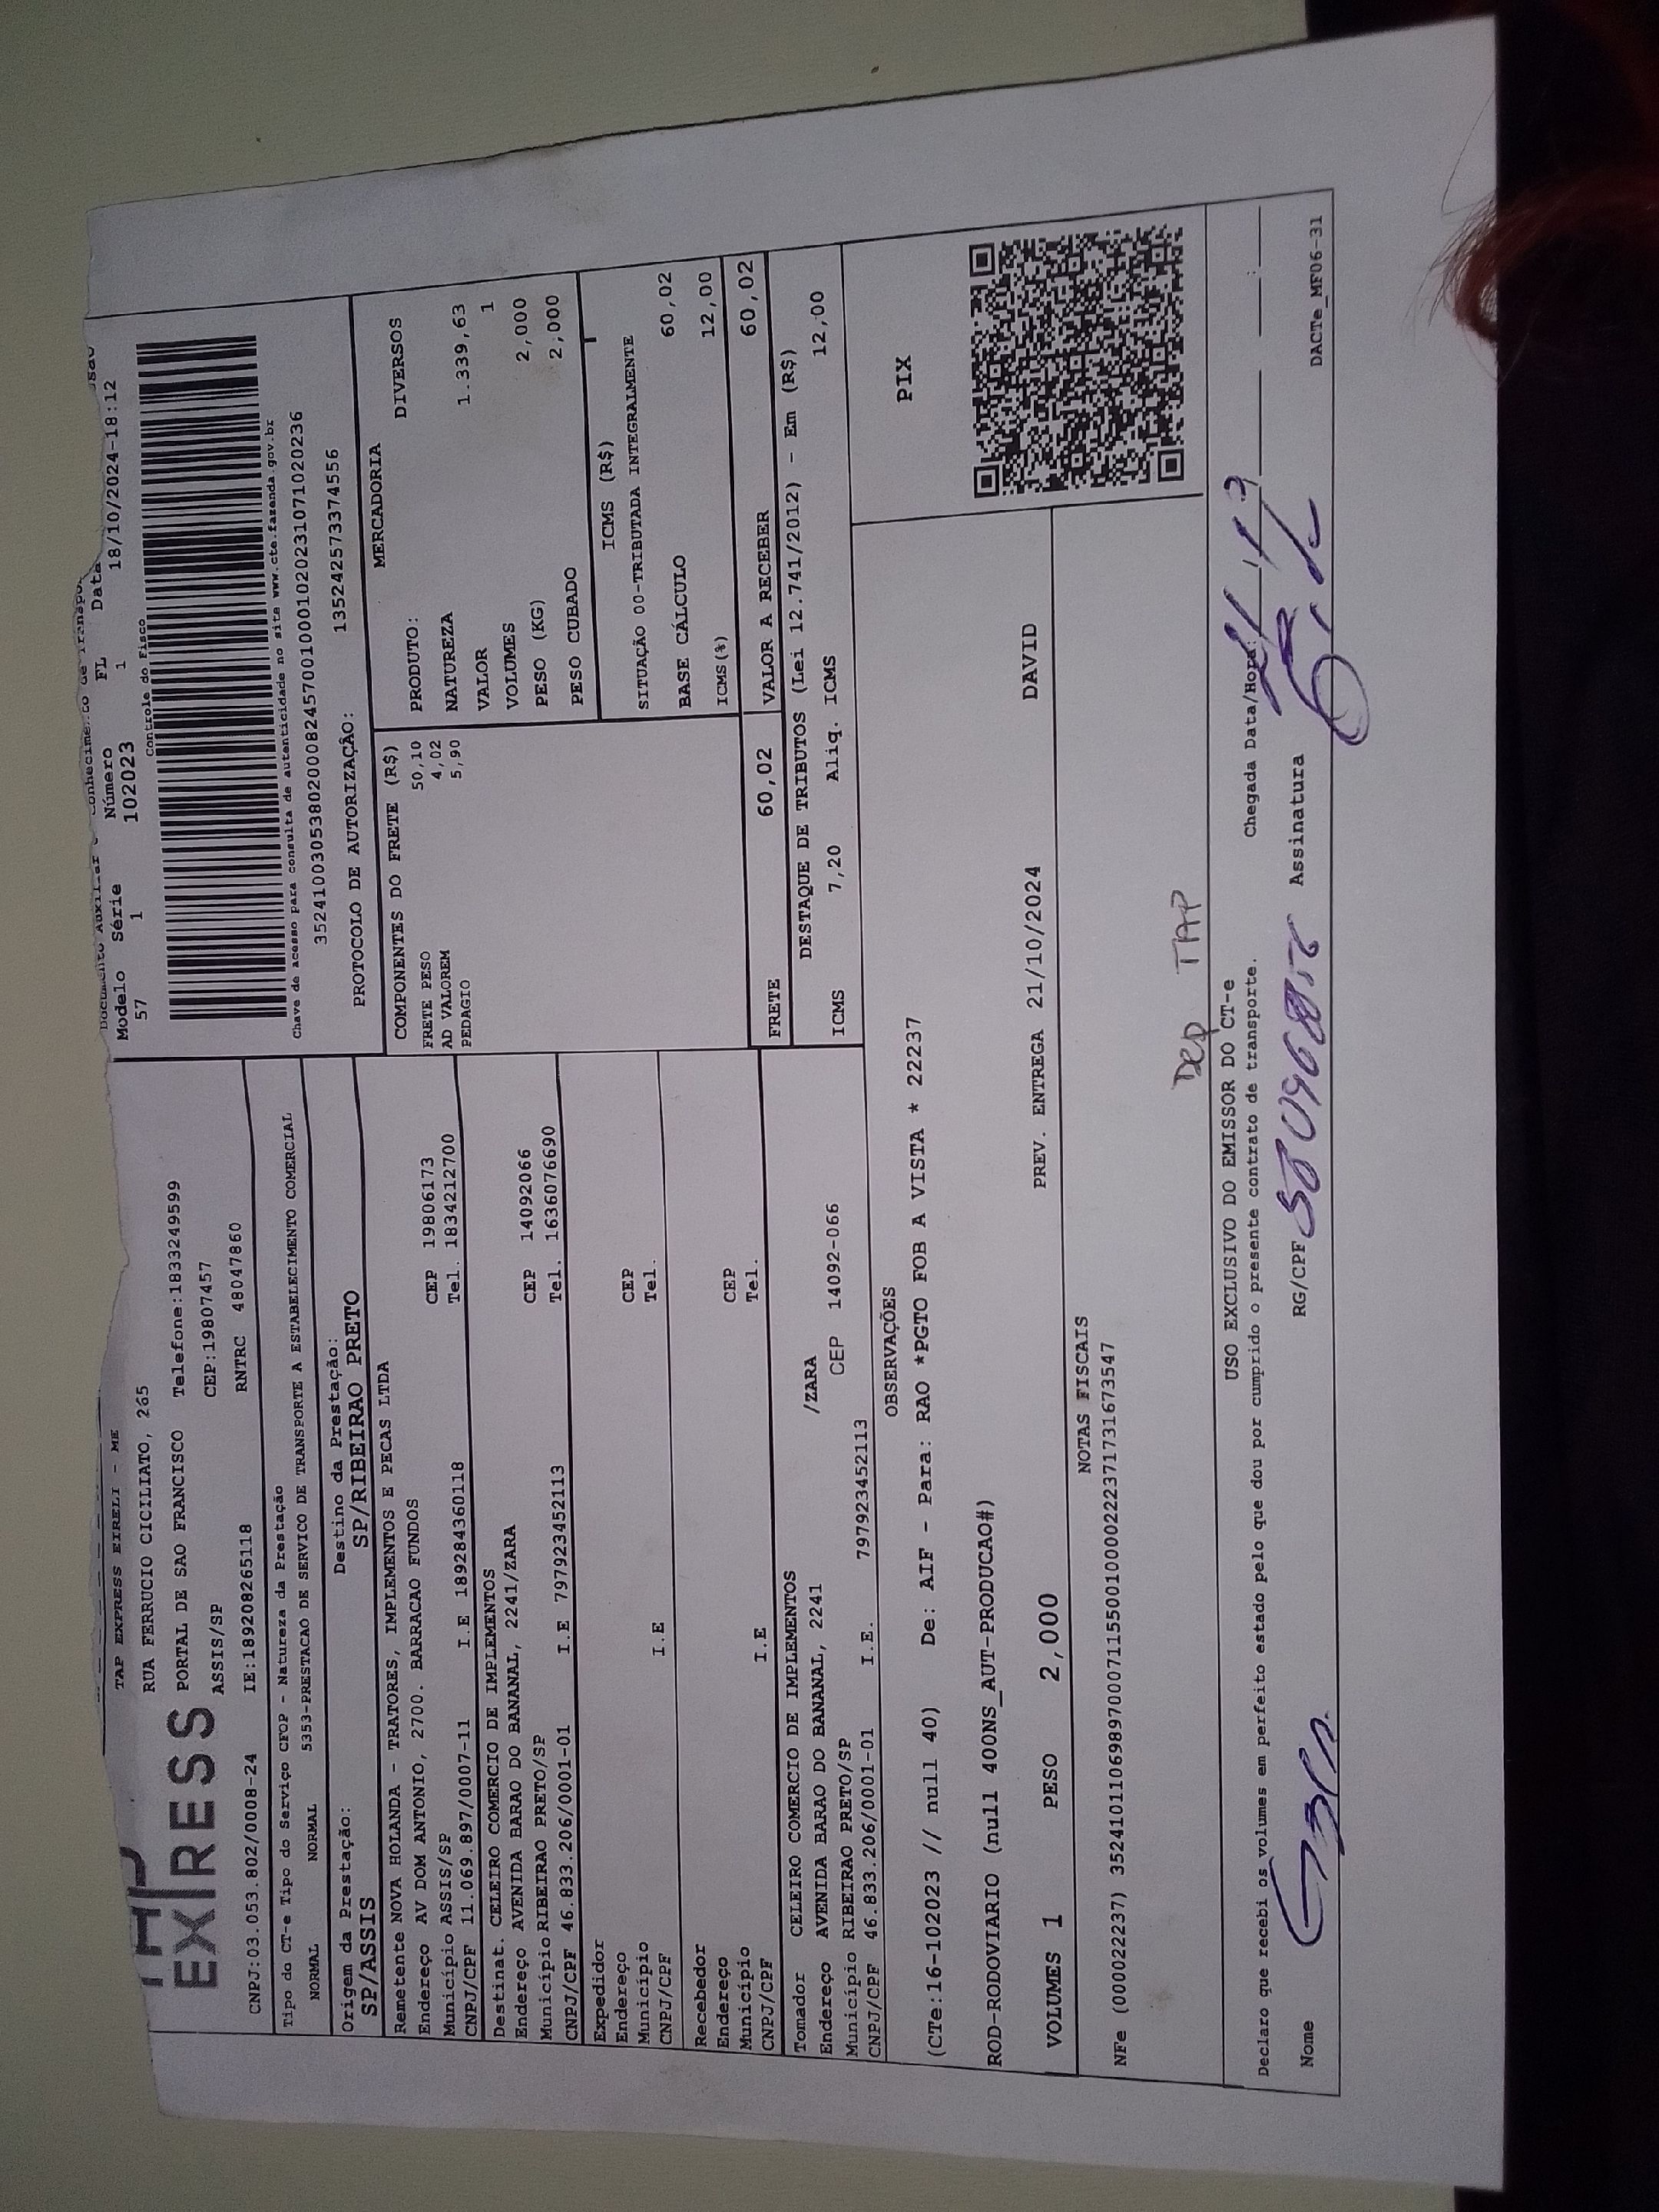 EXPRESS
TAP EXPRESS EIRELI - ME
RUA FERRUCIO CICILIATO, 265
PORTAL DE SAO FRANCISCO Telefone:1833249599
ASSIS/SP CEP:19807457
CNPJ:03.053.802/0008-24 IE:189208265118 RNTRC 48047860
Documento Auxiliar Conhecimento de
Modelo Série Número FL Data
57 1 102023 1 18/10/2024-18:12
Controle do Fisco
Chave de acesso para consulta de autenticidade no site www.cte.fazenda.gov.br
35241003053802000824570010001020231071020236
PROTOCOLO DE AUTORIZAÇÃO: 135242573374556
Tipo do CT-e Tipo do Serviço CFOP - Natureza da Prestação
NORMAL NORMAL 5353-PRESTACAO DE SERVICO DE TRANSPORTE A ESTABELECIMENTO COMERCIAL
Origem da Prestação: Destino da Prestação:
SP/ASSIS SP/RIBEIRAO PRETO
Remetente NOVA HOLANDA - TRATORES, IMPLEMENTOS E PECAS LTDA
Endereço AV DOM ANTONIO, 2700. BARRACAO FUNDOS CEP 19806173
Município ASSIS/SP Tel. 1834212700
CNPJ/CPF 11.069.897/0007-11 I.E 189284360118
Destinat. CELEIRO COMERCIO DE IMPLEMENTOS
Endereço AVENIDA BARAO DO BANANAL, 2241/ZARA CEP 14092066
Município RIBEIRAO PRETO/SP Tel. 1636076690
CNPJ/CPF 46.833.206/0001-01 I.E 797923452113
Expedidor
Endereço CEP
Município Tel.
CNPJ/CPF I.E
Recebedor
Endereço CEP
Município Tel.
CNPJ/CPF I.E
Tomador CELEIRO COMERCIO DE IMPLEMENTOS
Endereço AVENIDA BARAO DO BANANAL, 2241 /ZARA
Município RIBEIRAO PRETO/SP CEP 14092-066
CNPJ/CPF 46.833.206/0001-01 I.E. 797923452113
COMPONENTES DO FRETE (R$)
FRETE PESO 50,10
AD VALOREM 4,02
PEDAGIO 5,90
MERCADORIA
PRODUTO: DIVERSOS
NATUREZA
VALOR 1.339,63
VOLUMES 1
PESO (KG) 2,000
PESO CUBADO 2,000
ICMS (R$)
SITUAÇÃO 00-TRIBUTADA INTEGRALMENTE
BASE CÁLCULO 60,02
ICMS(%) 12,00
FRETE 60,02 VALOR A RECEBER 60,02
DESTAQUE DE TRIBUTOS (Lei 12.741/2012) - Em (R$)
ICMS 7,20 Aliq. ICMS 12,00
OBSERVAÇÕES
(CTe:16-102023 // null 40) De: AIF - Para: RAO *PGTO FOB A VISTA * 22237
ROD-RODOVIARIO (null 400NS_AUT-PRODUCAO#)
PIX
VOLUMES 1 PESO 2,000 PREV. ENTREGA 21/10/2024 DAVID
NOTAS FISCAIS
NFe (000022237) 35241011069897000711550010000222371731673547
DeP TAP
USO EXCLUSIVO DO EMISSOR DO CT-e
Declaro que recebi os volumes em perfeito estado pelo que dou por cumprido o presente contrato de transporte. Chegada Data/Hora:
Nome RG/CPF Assinatura
DACTe_MF06-31